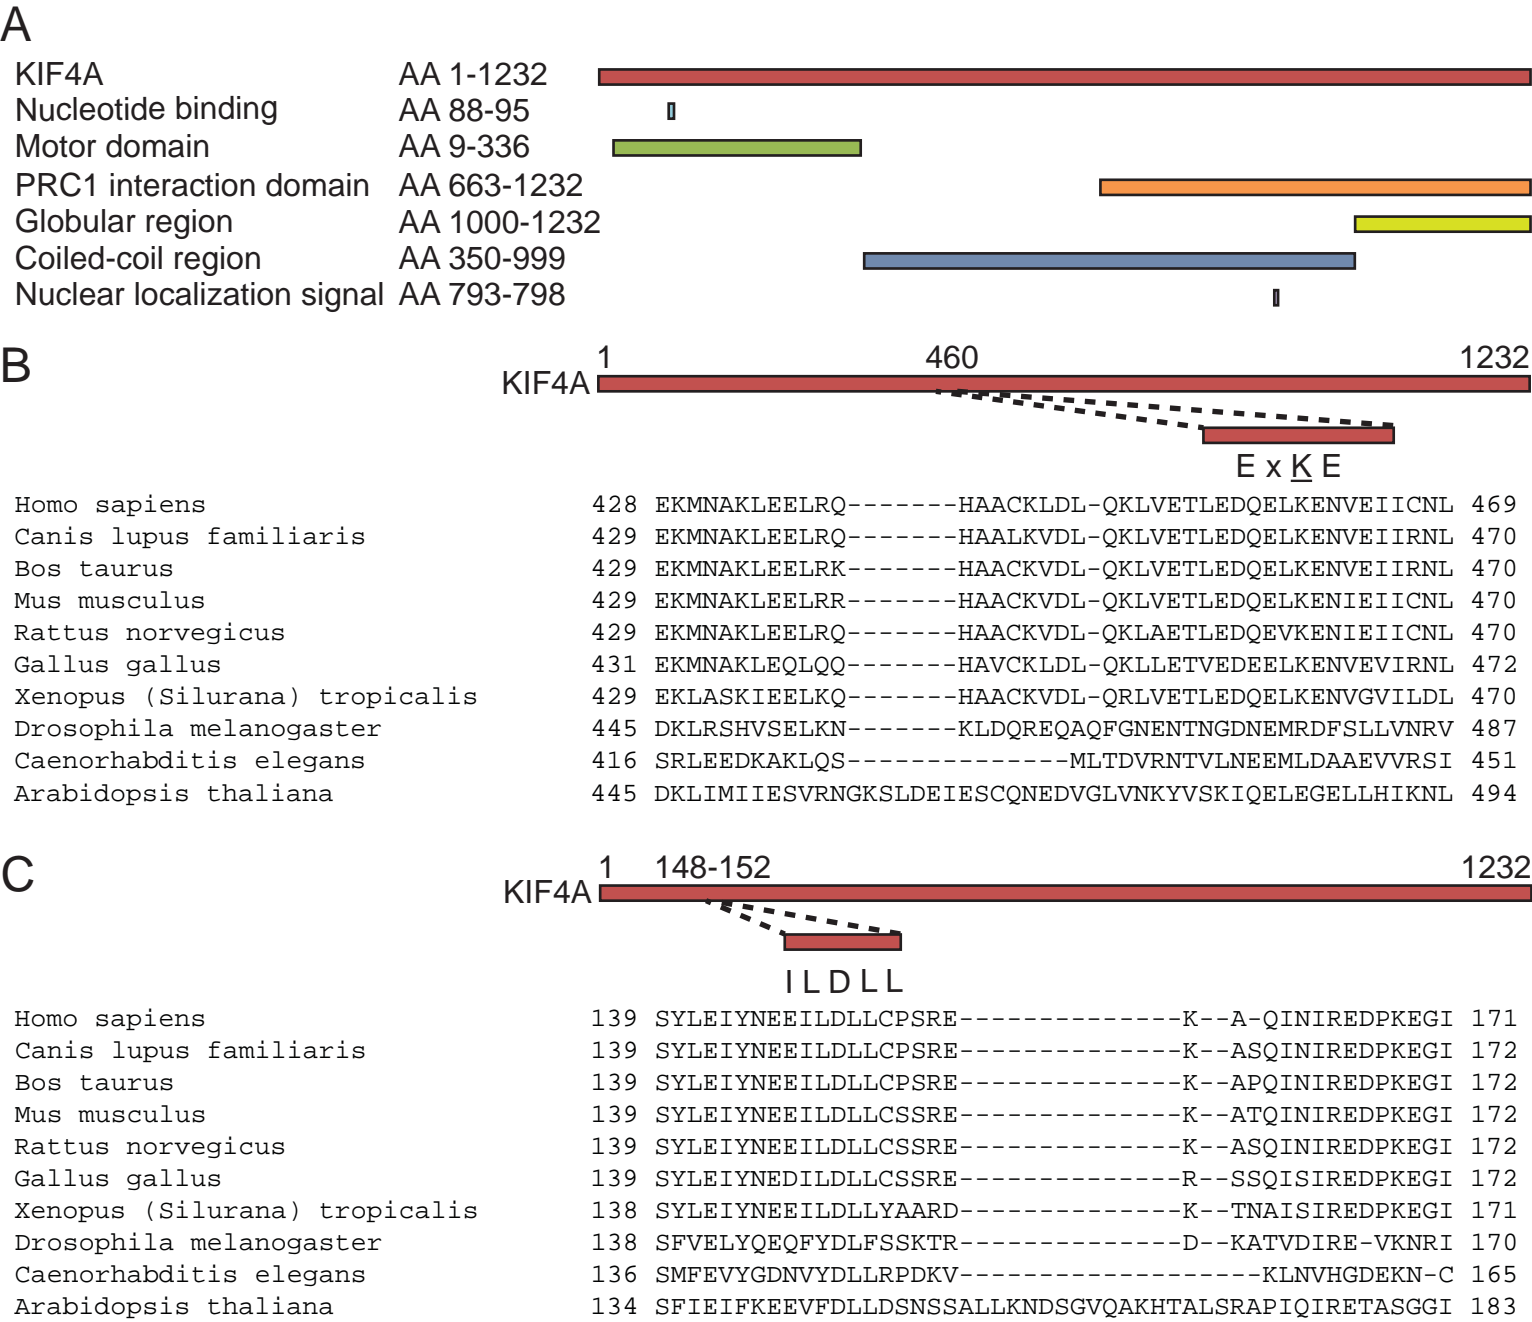 A
KIF4A AA 1-1232
Nucleotide binding AA 88-95
Motor domain AA 9-336
PRC1 interaction domain AA 663-1232
Globular region AA 1000-1232
Coiled-coil region AA 350-999
Nuclear localization signal AA 793-798
B
1 460 1232
KIF4A
E x K E
Homo sapiens 428 EKMNAKLEELRQ-------HAACKLDL-QKLVETLEDQELKENVEIICNL 469
Canis lupus familiaris 429 EKMNAKLEELRQ-------HAALKVDL-QKLVETLEDQELKENVEIIRNL 470
Bos taurus 429 EKMNAKLEELRK-------HAACKVDL-QKLVETLEDQELKENVEIIRNL 470
Mus musculus 429 EKMNAKLEELRR-------HAACKVDL-QKLVETLEDQELKENIEIICNL 470
Rattus norvegicus 429 EKMNAKLEELRQ-------HAACKVDL-QKLAETLEDQEVKENIEIICNL 470
Gallus gallus 431 EKMNAKLEQLQQ-------HAVCKLDL-QKLLETVEDEELKENVEVIRNL 472
Xenopus (Silurana) tropicalis 429 EKLASKIEELKQ-------HAACKVDL-QRLVETLEDQELKENVGVILDL 470
Drosophila melanogaster 445 DKLRSHVSELKN-------KLDQREQAQFGNENTNGDNEMRDFSLLVNRV 487
Caenorhabditis elegans 416 SRLEEDKAKLQS--------------MLTDVRNTVLNEEMLDAAEVVRSI 451
Arabidopsis thaliana 445 DKLIMIIESVRNGKSLDEIESCQNEDVGLVNKYVSKIQELEGELLHIKNL 494
C
1 148-152 1232
KIF4A
I L D L L
Homo sapiens 139 SYLEIYNEEILDLLCPSRE--------------K--A-QINIREDPKEGI 171
Canis lupus familiaris 139 SYLEIYNEEILDLLCPSRE--------------K--ASQINIREDPKEGI 172
Bos taurus 139 SYLEIYNEEILDLLCPSRE--------------K--APQINIREDPKEGI 172
Mus musculus 139 SYLEIYNEEILDLLCSSRE--------------K--ATQINIREDPKEGI 172
Rattus norvegicus 139 SYLEIYNEEILDLLCSSRE--------------K--ASQINIREDPKEGI 172
Gallus gallus 139 SYLEIYNEDILDLLCSSRE--------------R--SSQISIREDPKEGI 172
Xenopus (Silurana) tropicalis 138 SYLEIYNEEILDLLYAARD--------------K--TNAISIREDPKEGI 171
Drosophila melanogaster 138 SFVELYQEQFYDLFSSKTR--------------D--KATVDIRE-VKNRI 170
Caenorhabditis elegans 136 SMFEVYGDNVYDLLRPDKV-------------------KLNVHGDEKN-C 165
Arabidopsis thaliana 134 SFIEIFKEEVFDLLDSNSSALLKNDSGVQAKHTALSRAPIQIRETASGGI 183